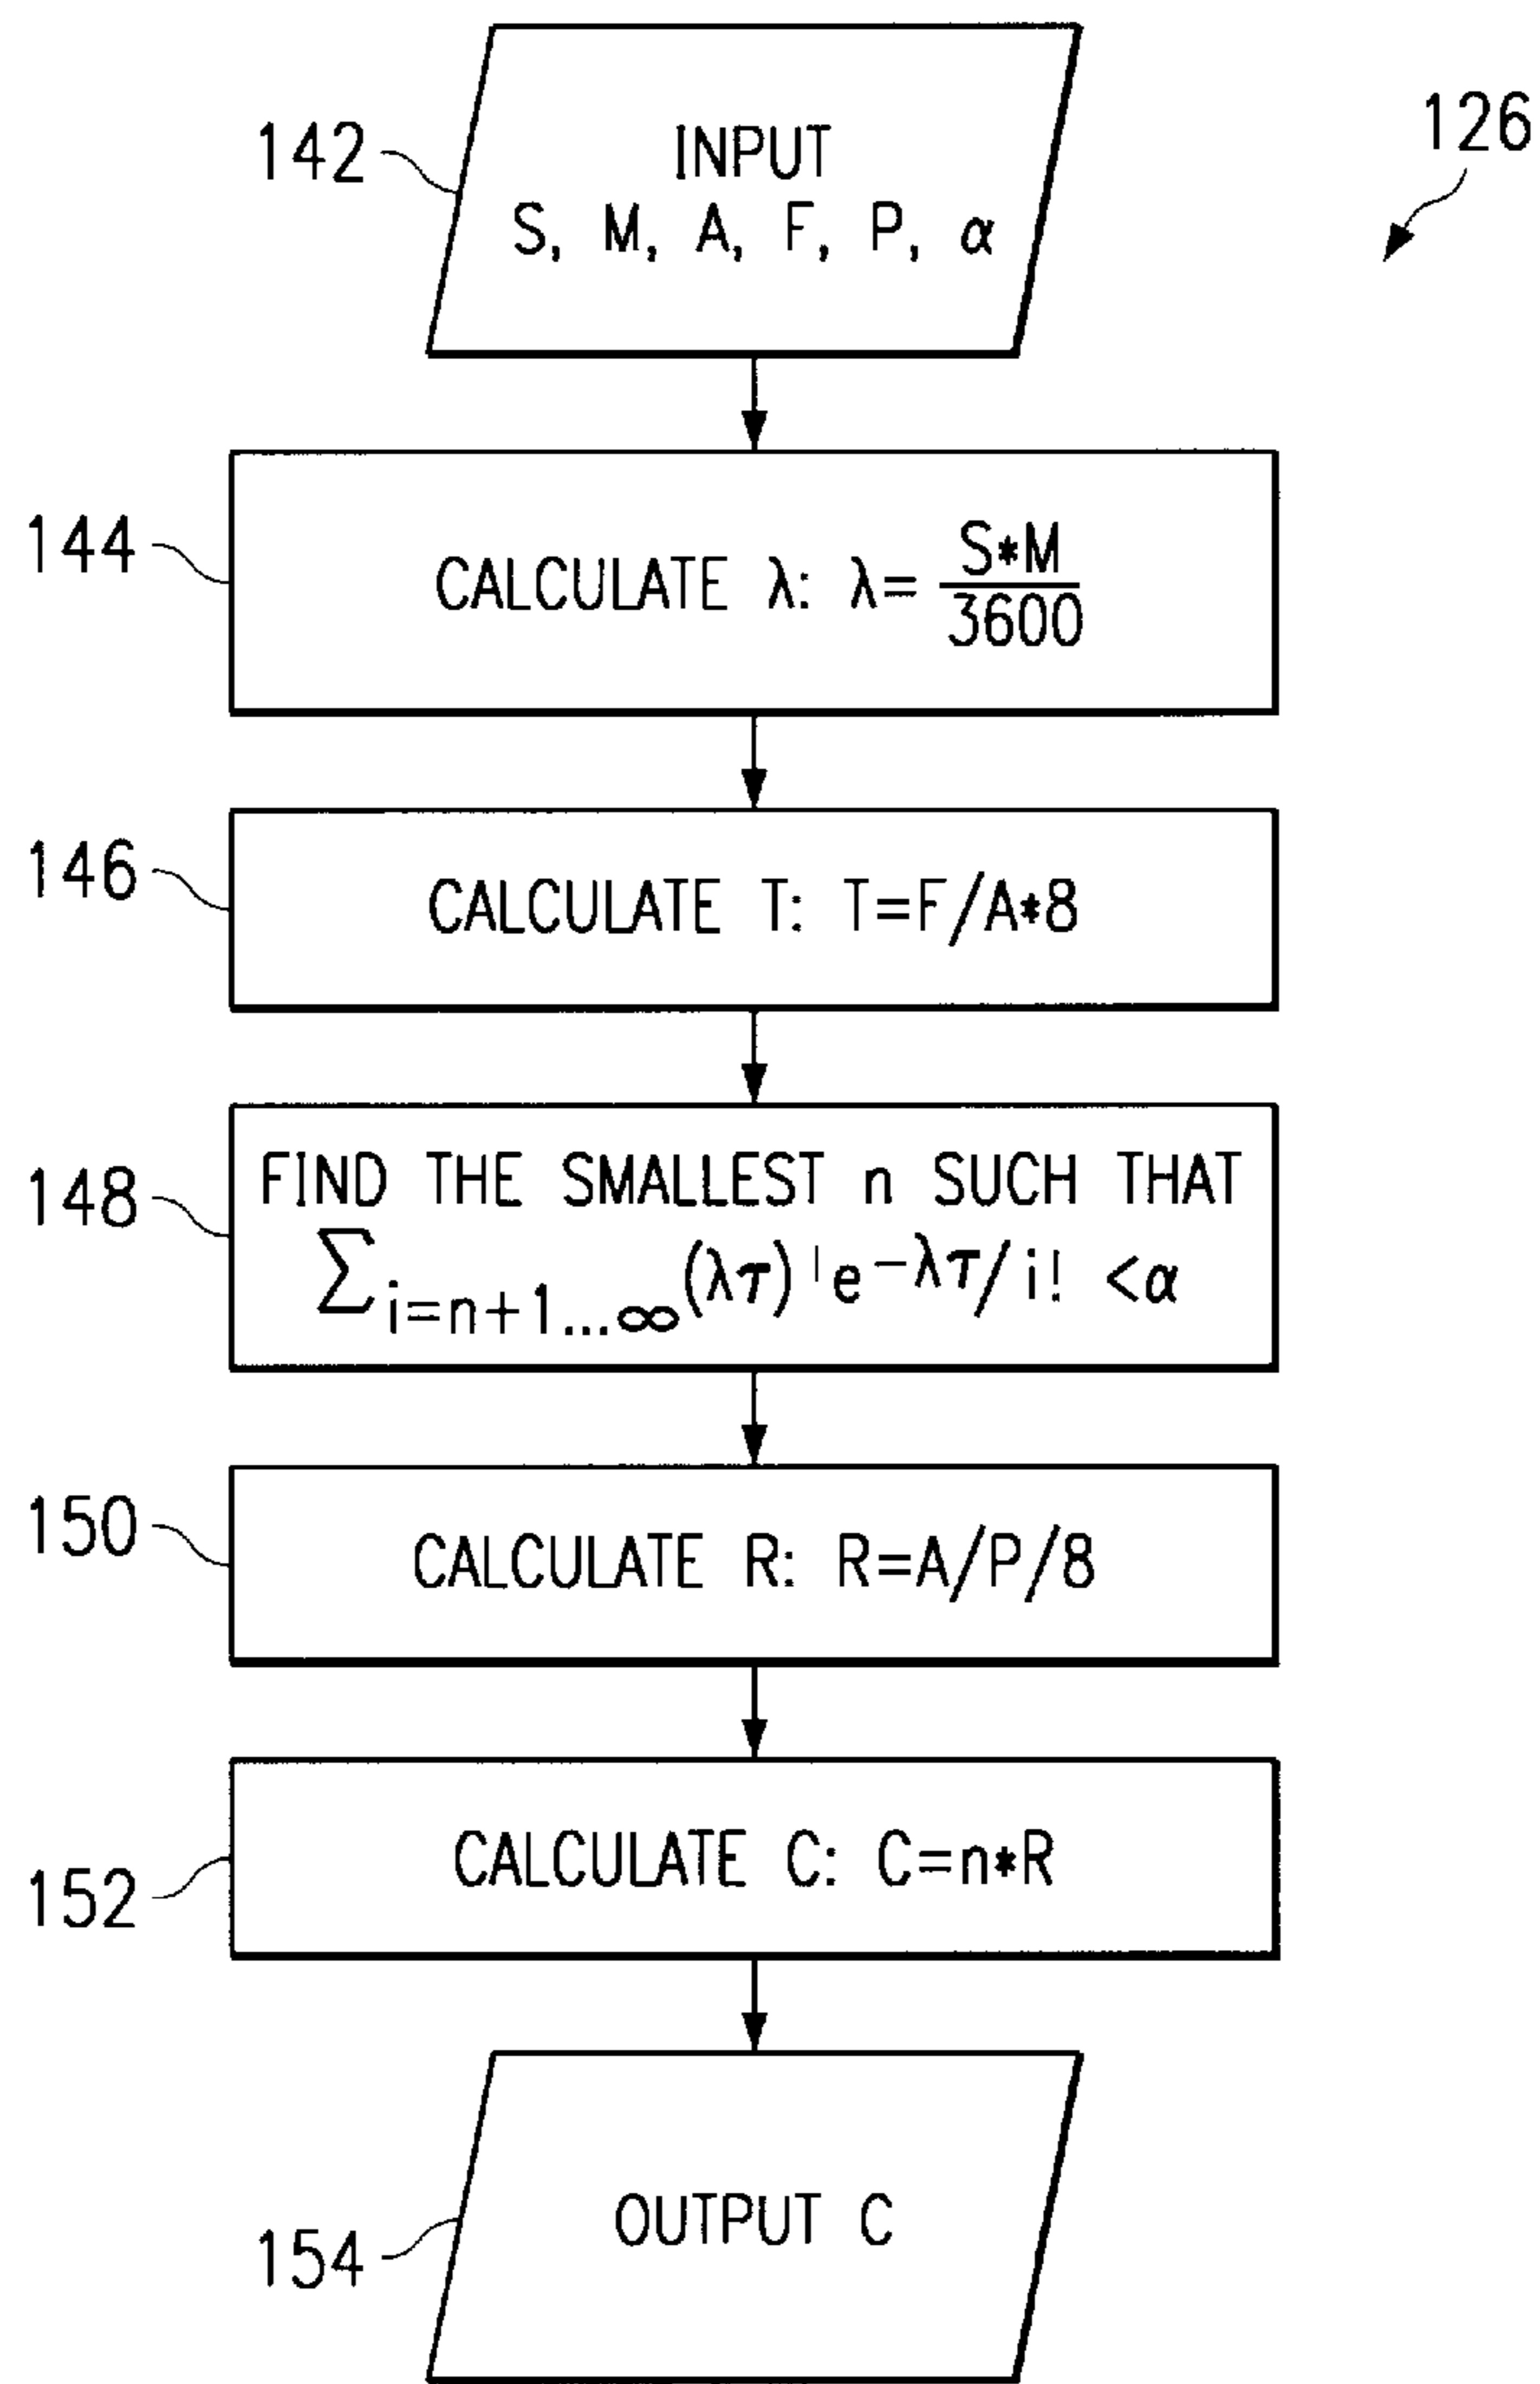 126
142
INPUT
S, M, A, F, P, α
144
CALCULATE λ: λ= S*M
3600
146
CALCULATE T: T=F/A*8
148
FIND THE SMALLEST n SUCH THAT
∑ i=n+1...∞ (λτ) ꟾ e −λτ/i! <α
150
CALCULATE R: R=A/P/8
152
CALCULATE C: C=n*R
154
OUTPUT C